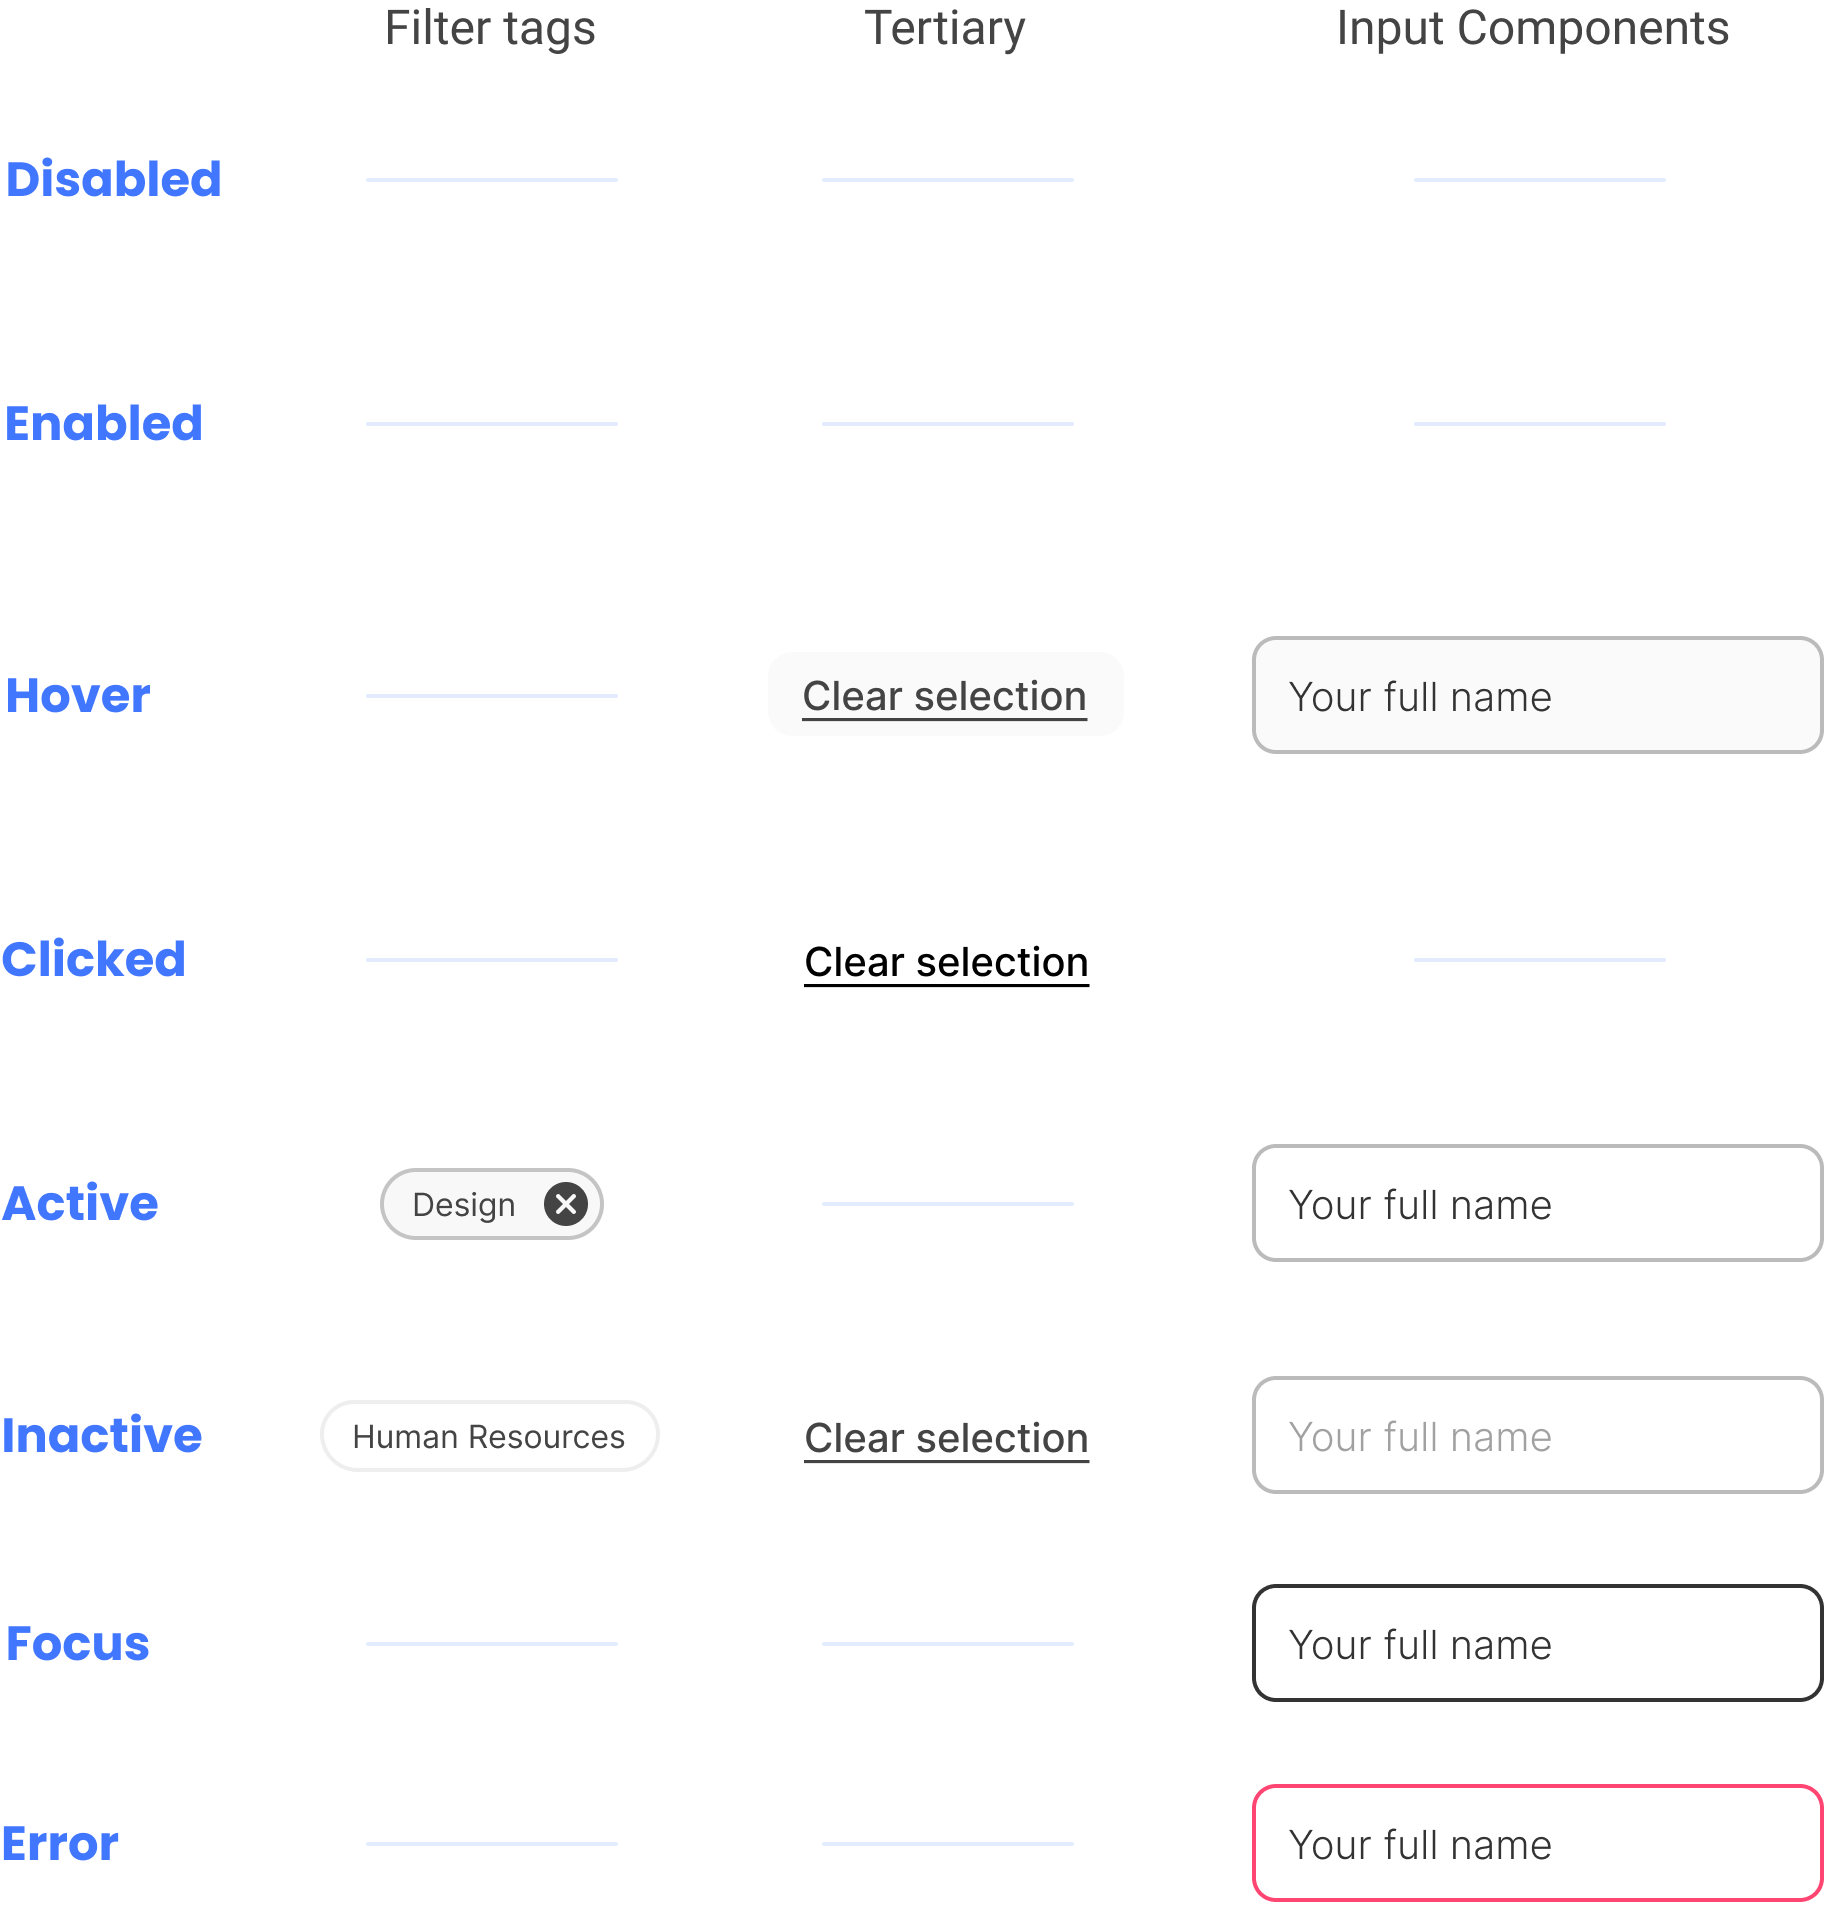 Filter tags Tertiary Input Components
Disabled
Enabled
Hover Clear selection Your full name
Clicked Clear selection
Active Design Your full name
Inactive Human Resources Clear selection Your full name
Focus Your full name
Error Your full name